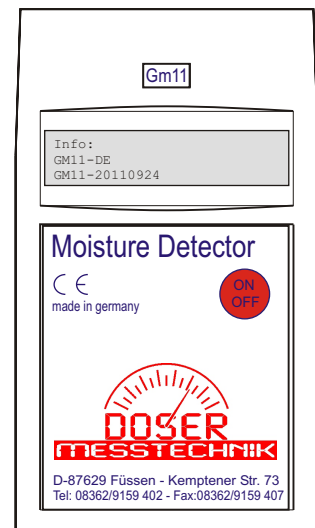 Gm11
Info:
GM11-DE
GM11-20110924
Moisture Detector
CE
made in germany
ON
OFF
DOSER
MESSTECHNIK
D-87629 Füssen - Kemptener Str. 73
Tel: 08362/9159 402 - Fax:08362/9159 407